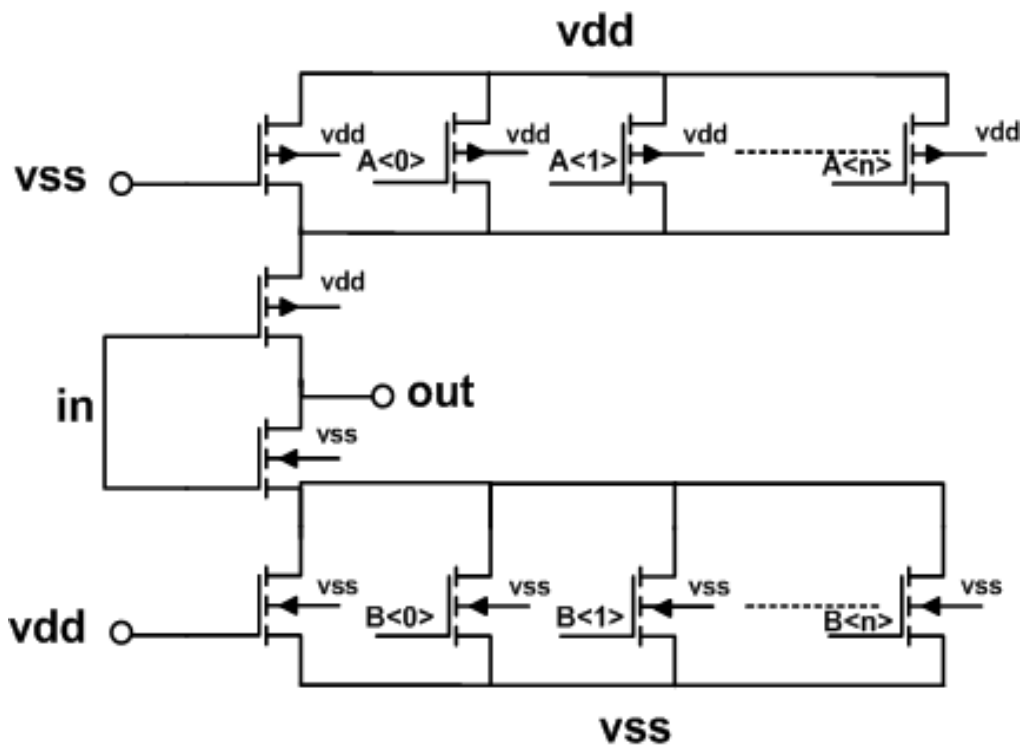 vdd
vdd vdd vdd vdd
A<0> A<1> A<n>
vss
vdd
in
out
vss
vss vss vss vss
B<0> B<1> B<n>
vdd
vss